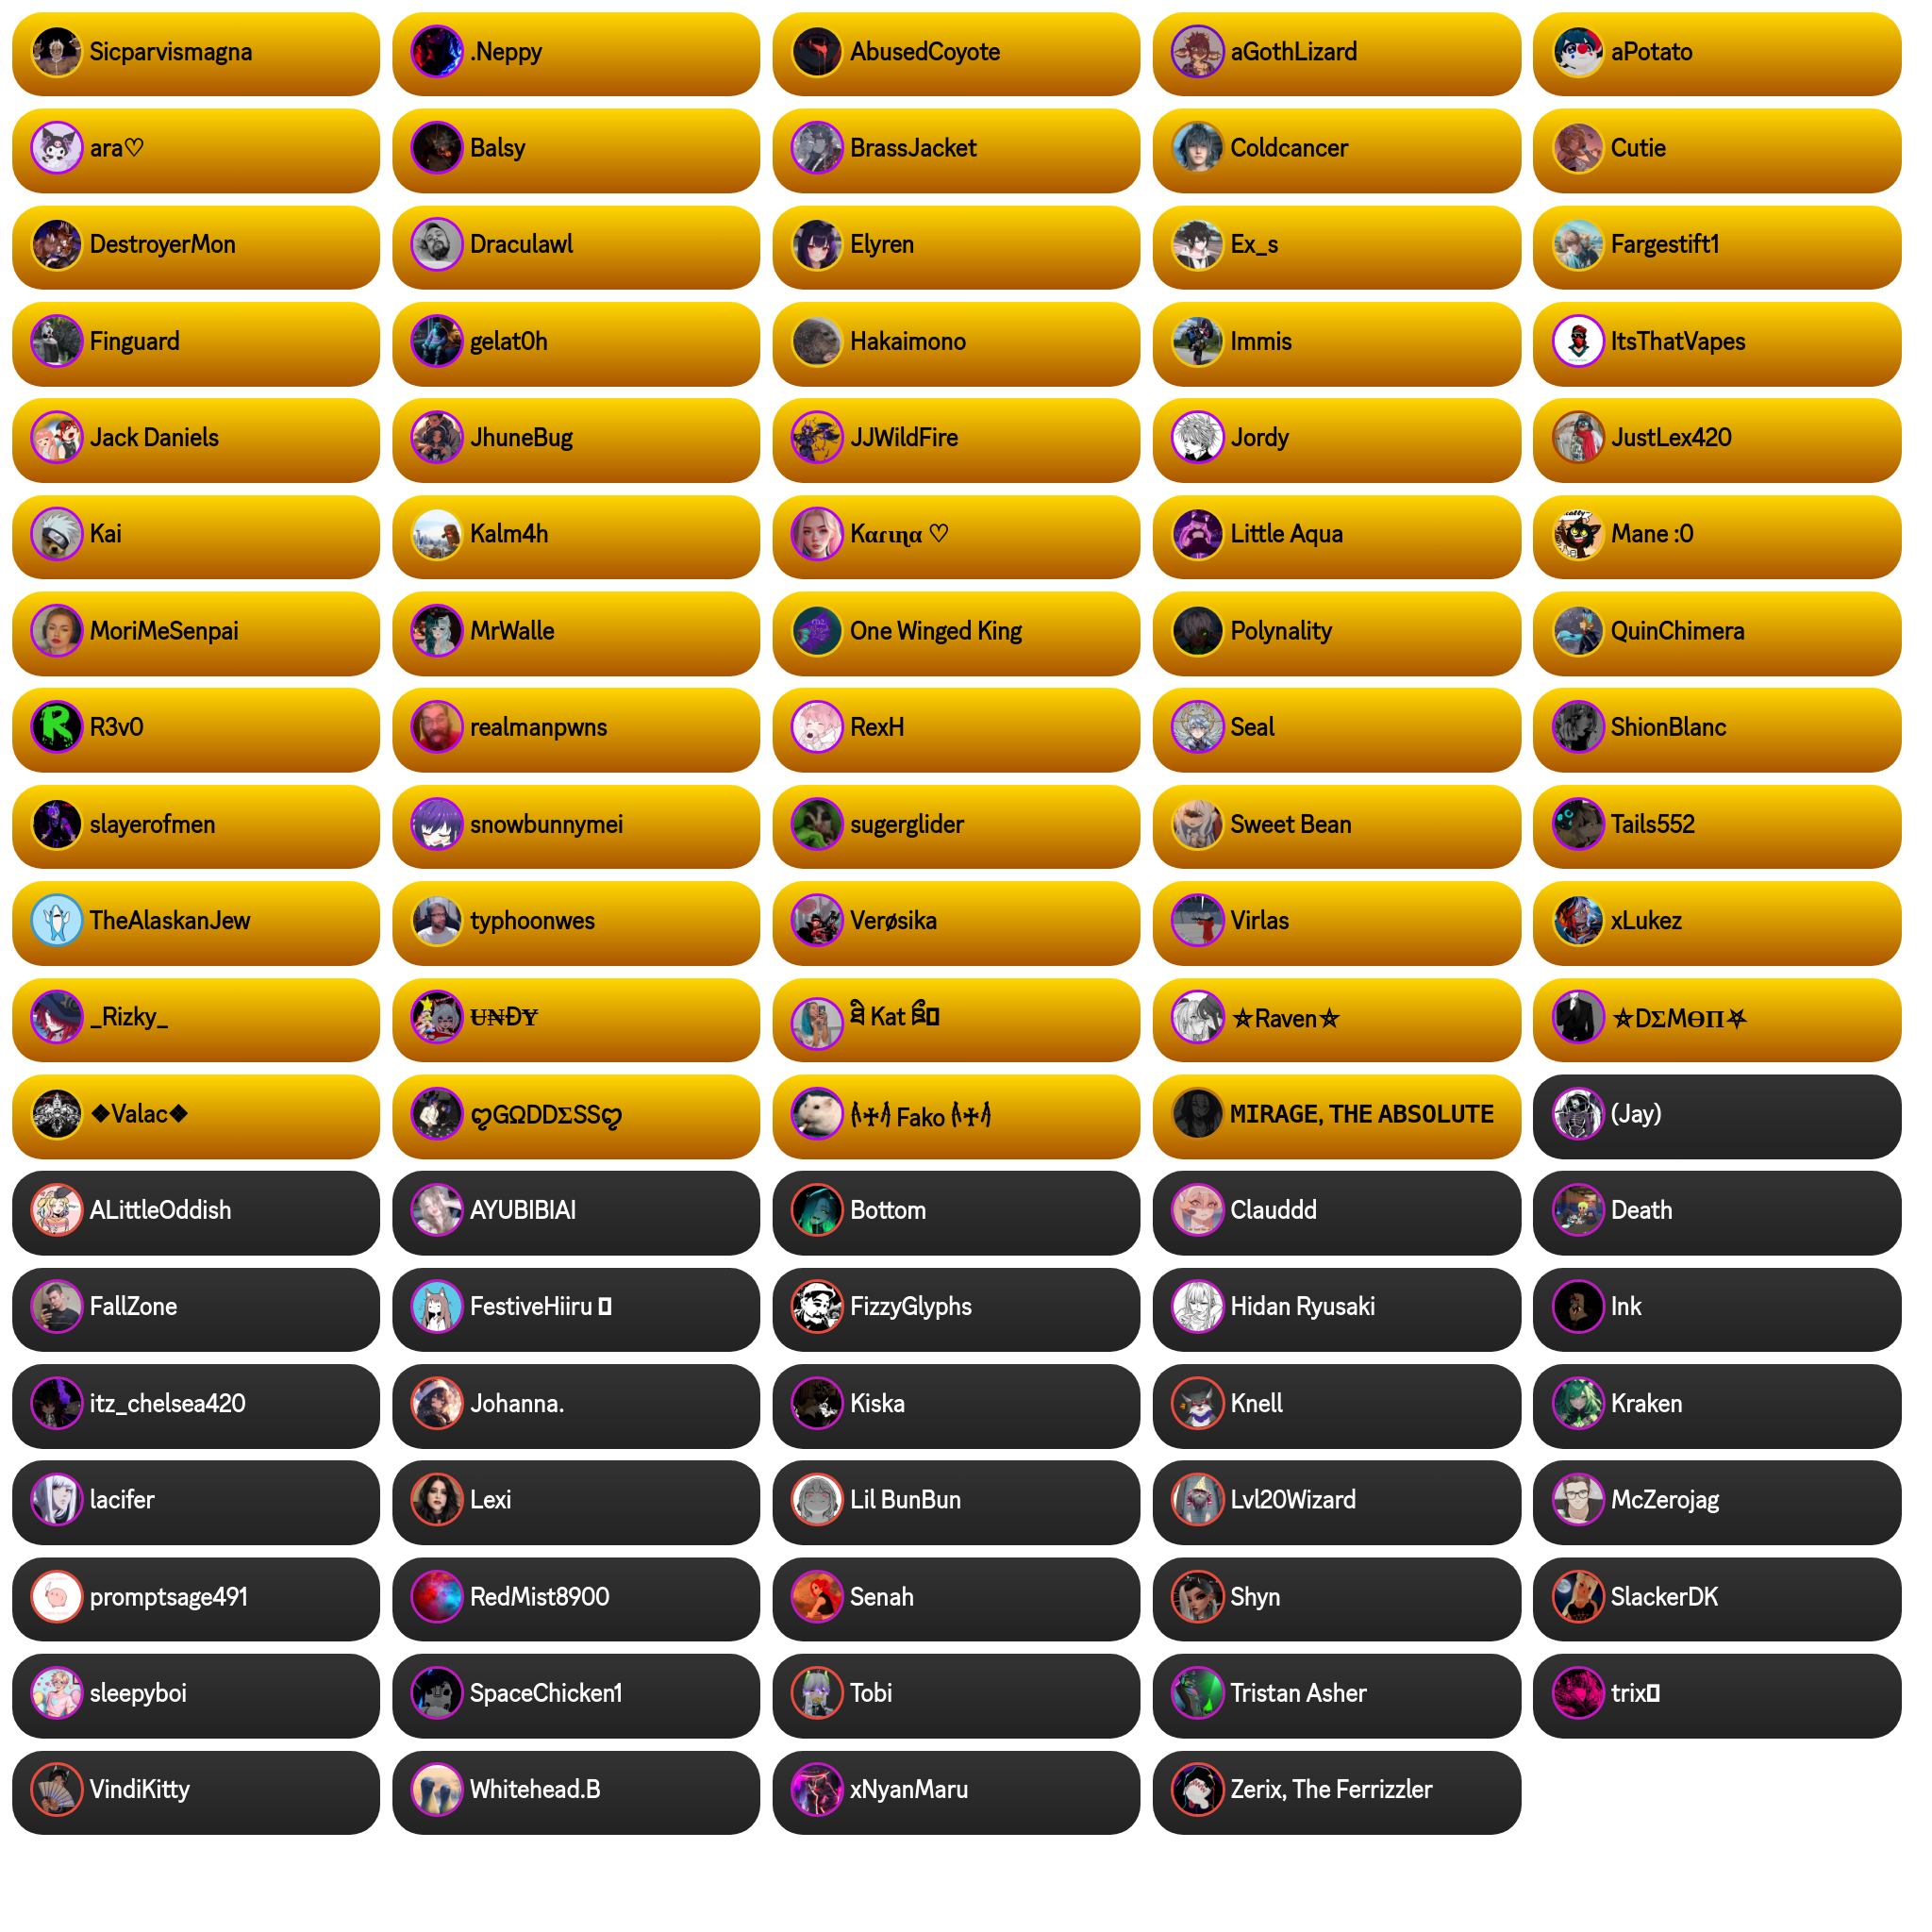 Sicparvismagna
.Neppy
AbusedCoyote
aGothLizard
aPotato
ara♡
Balsy
BrassJacket
Coldcancer
Cutie
DestroyerMon
Draculawl
Elyren
Ex_s
Fargestift1
Finguard
gelat0h
Hakaimono
Immis
ItsThatVapes
Jack Daniels
JhuneBug
JJWildFire
Jordy
JustLex420
Kai
Kalm4h
Kαɾιɳα ♡
Little Aqua
Mane :0
MoriMeSenpai
MrWalle
One Winged King
Polynality
QuinChimera
R3v0
realmanpwns
RexH
Seal
ShionBlanc
slayerofmen
snowbunnymei
sugerglider
Sweet Bean
Tails552
TheAlaskanJew
typhoonwes
Verøsika
Virlas
xLukez
_Rizky_
U̶N̶ĐY̶
Kat
⛤Raven⛤
⛤DΣMѲΠ⛧
❖Valac❖
ღGΩDDΣSSღ
Fako
MIRAGE, THE ABSOLUTE
(Jay)
ALittleOddish
AYUBIBIAI
Bottom
Clauddd
Death
FallZone
FestiveHiiru
FizzyGlyphs
Hidan Ryusaki
Ink
itz_chelsea420
Johanna.
Kiska
Knell
Kraken
lacifer
Lexi
Lil BunBun
Lvl20Wizard
McZerojag
promptsage491
RedMist8900
Senah
Shyn
SlackerDK
sleepyboi
SpaceChicken1
Tobi
Tristan Asher
trix
VindiKitty
Whitehead.B
xNyanMaru
Zerix, The Ferrizzler